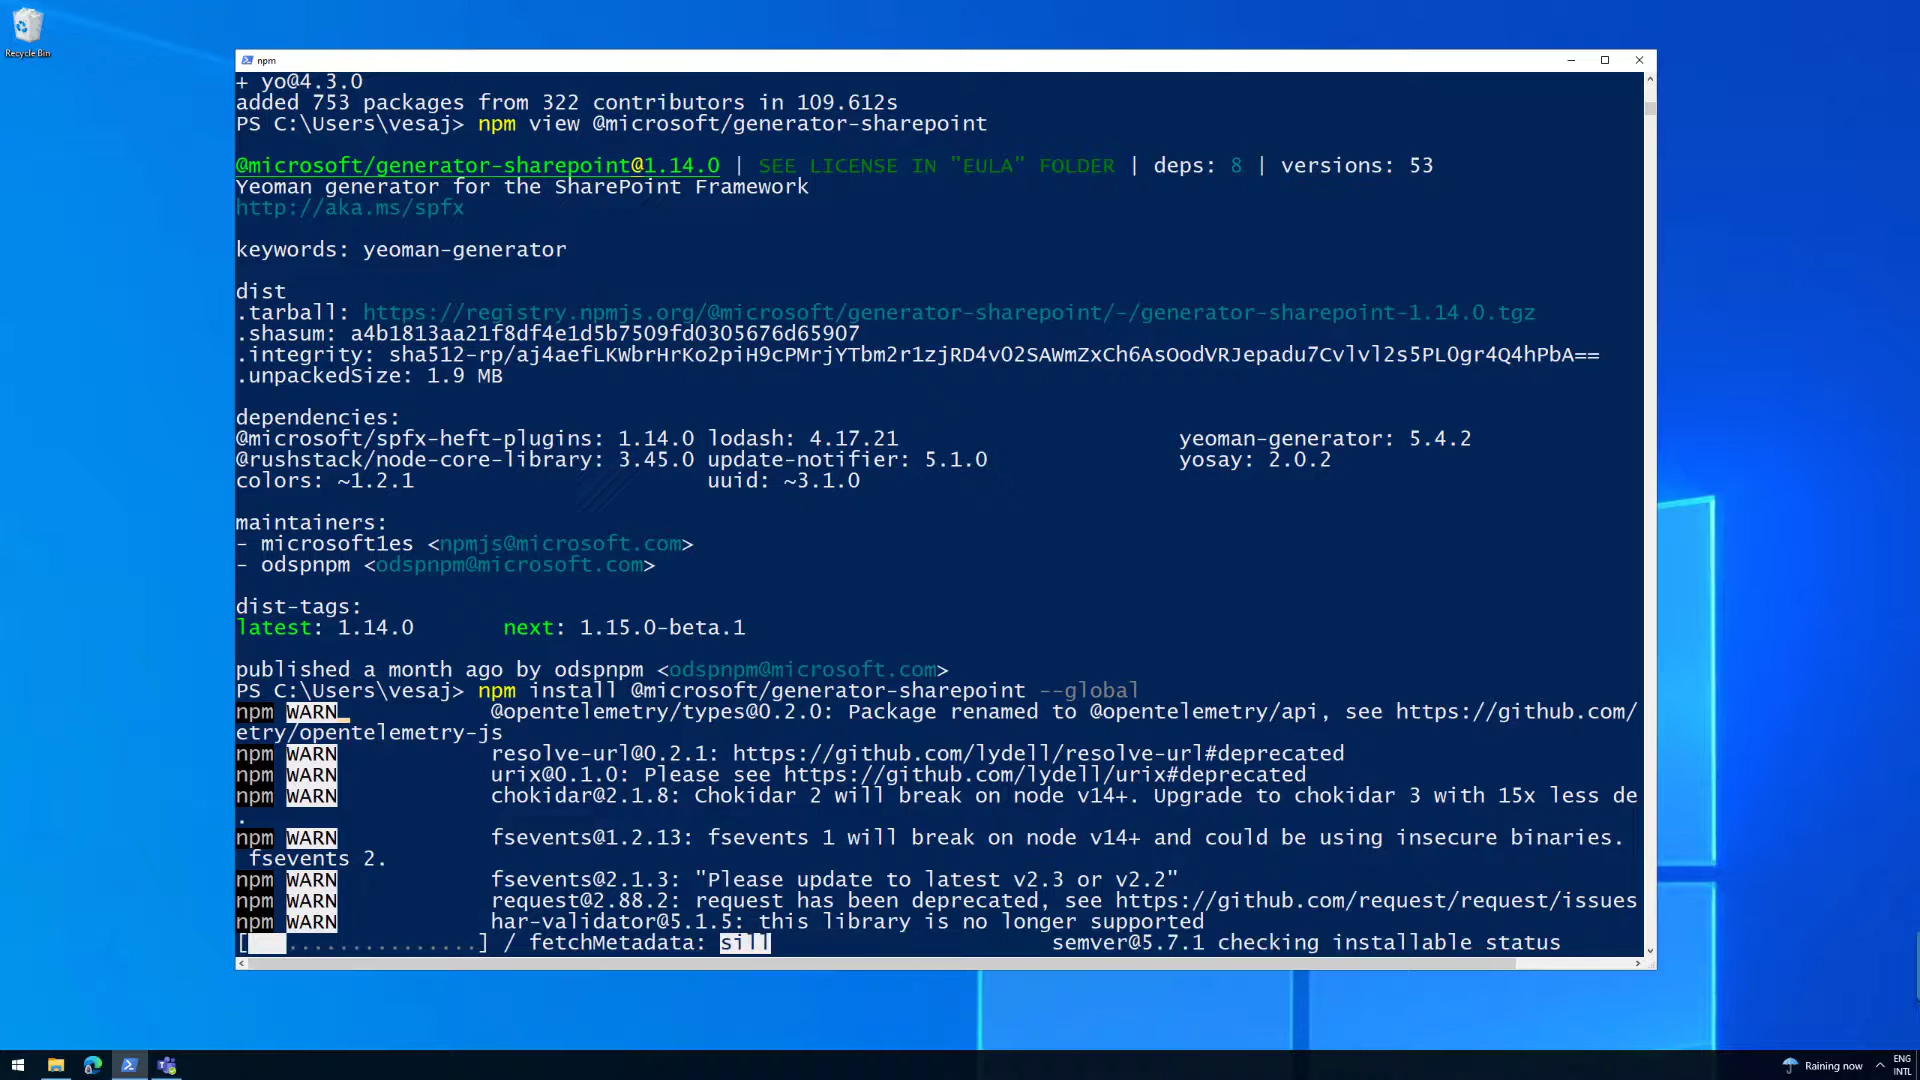 Recycle Bin
npm
+ yo@4.3.0
added 753 packages from 322 contributors in 109.612s
PS C:\Users\vesaj> npm view @microsoft/generator-sharepoint
@microsoft/generator-sharepoint@1.14.0 | SEE LICENSE IN "EULA" FOLDER | deps: 8 | versions: 53
Yeoman generator for the SharePoint Framework
http://aka.ms/spfx
keywords: yeoman-generator
dist
.tarball: https://registry.npmjs.org/@microsoft/generator-sharepoint/-/generator-sharepoint-1.14.0.tgz
.shasum: a4b1813aa21f8df4e1d5b7509fd0305676d65907
.integrity: sha512-rp/aj4aefLKWbrHrKo2piH9cPMrjYTbm2r1zjRD4vO2SAWmZxCh6AsOodVRJepadu7Cvlvl2s5PL0gr4Q4hPbA==
.unpackedSize: 1.9 MB
dependencies:
@microsoft/spfx-heft-plugins: 1.14.0 lodash: 4.17.21 yeoman-generator: 5.4.2
@rushstack/node-core-library: 3.45.0 update-notifier: 5.1.0 yosay: 2.0.2
colors: ~1.2.1 uuid: ~3.1.0
maintainers:
- microsoft1es <npmjs@microsoft.com>
- odspnpm <odspnpm@microsoft.com>
dist-tags:
latest: 1.14.0 next: 1.15.0-beta.1
published a month ago by odspnpm <odspnpm@microsoft.com>
PS C:\Users\vesaj> npm install @microsoft/generator-sharepoint --global
npm WARN @opentelemetry/types@0.2.0: Package renamed to @opentelemetry/api, see https://github.com/
etry/opentelemetry-js
npm WARN resolve-url@0.2.1: https://github.com/lydell/resolve-url#deprecated
npm WARN urix@0.1.0: Please see https://github.com/lydell/urix#deprecated
npm WARN chokidar@2.1.8: Chokidar 2 will break on node v14+. Upgrade to chokidar 3 with 15x less de
.
npm WARN fsevents@1.2.13: fsevents 1 will break on node v14+ and could be using insecure binaries.
fsevents 2.
npm WARN fsevents@2.1.3: "Please update to latest v2.3 or v2.2"
npm WARN request@2.88.2: request has been deprecated, see https://github.com/request/request/issues
npm WARN har-validator@5.1.5: this library is no longer supported
[ ...............] / fetchMetadata: sill semver@5.7.1 checking installable status
Raining now
ENG
INTL